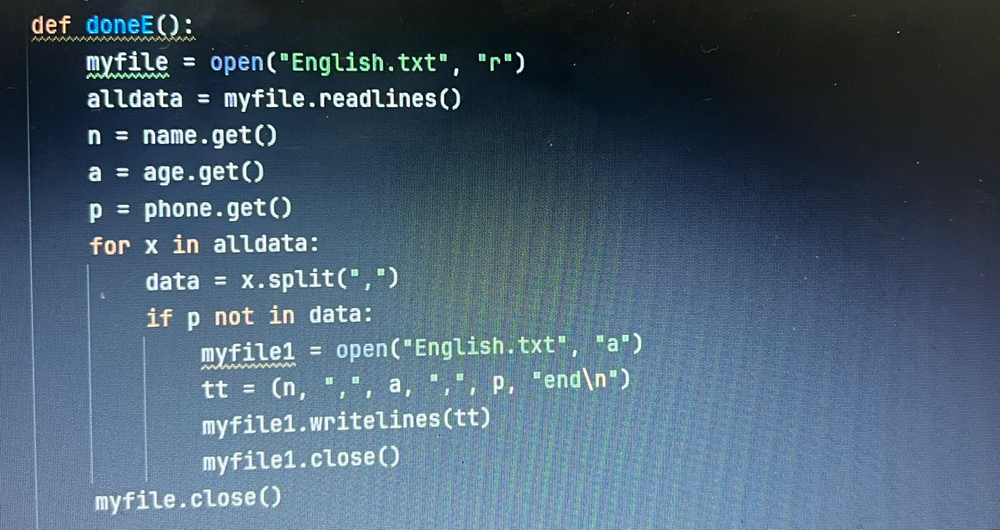 def doneE():
myfile = open("English.txt", "r")
alldata = myfile.readlines()
n = name.get()
a = age.get()
p = phone.get()
for x in alldata:
data = x.split(",")
if p not in data:
myfile1 = open("English.txt", "a")
tt = (n, ",", a, ",", p, "end\n")
myfile1.writelines(tt)
myfile1.close()
myfile.close()